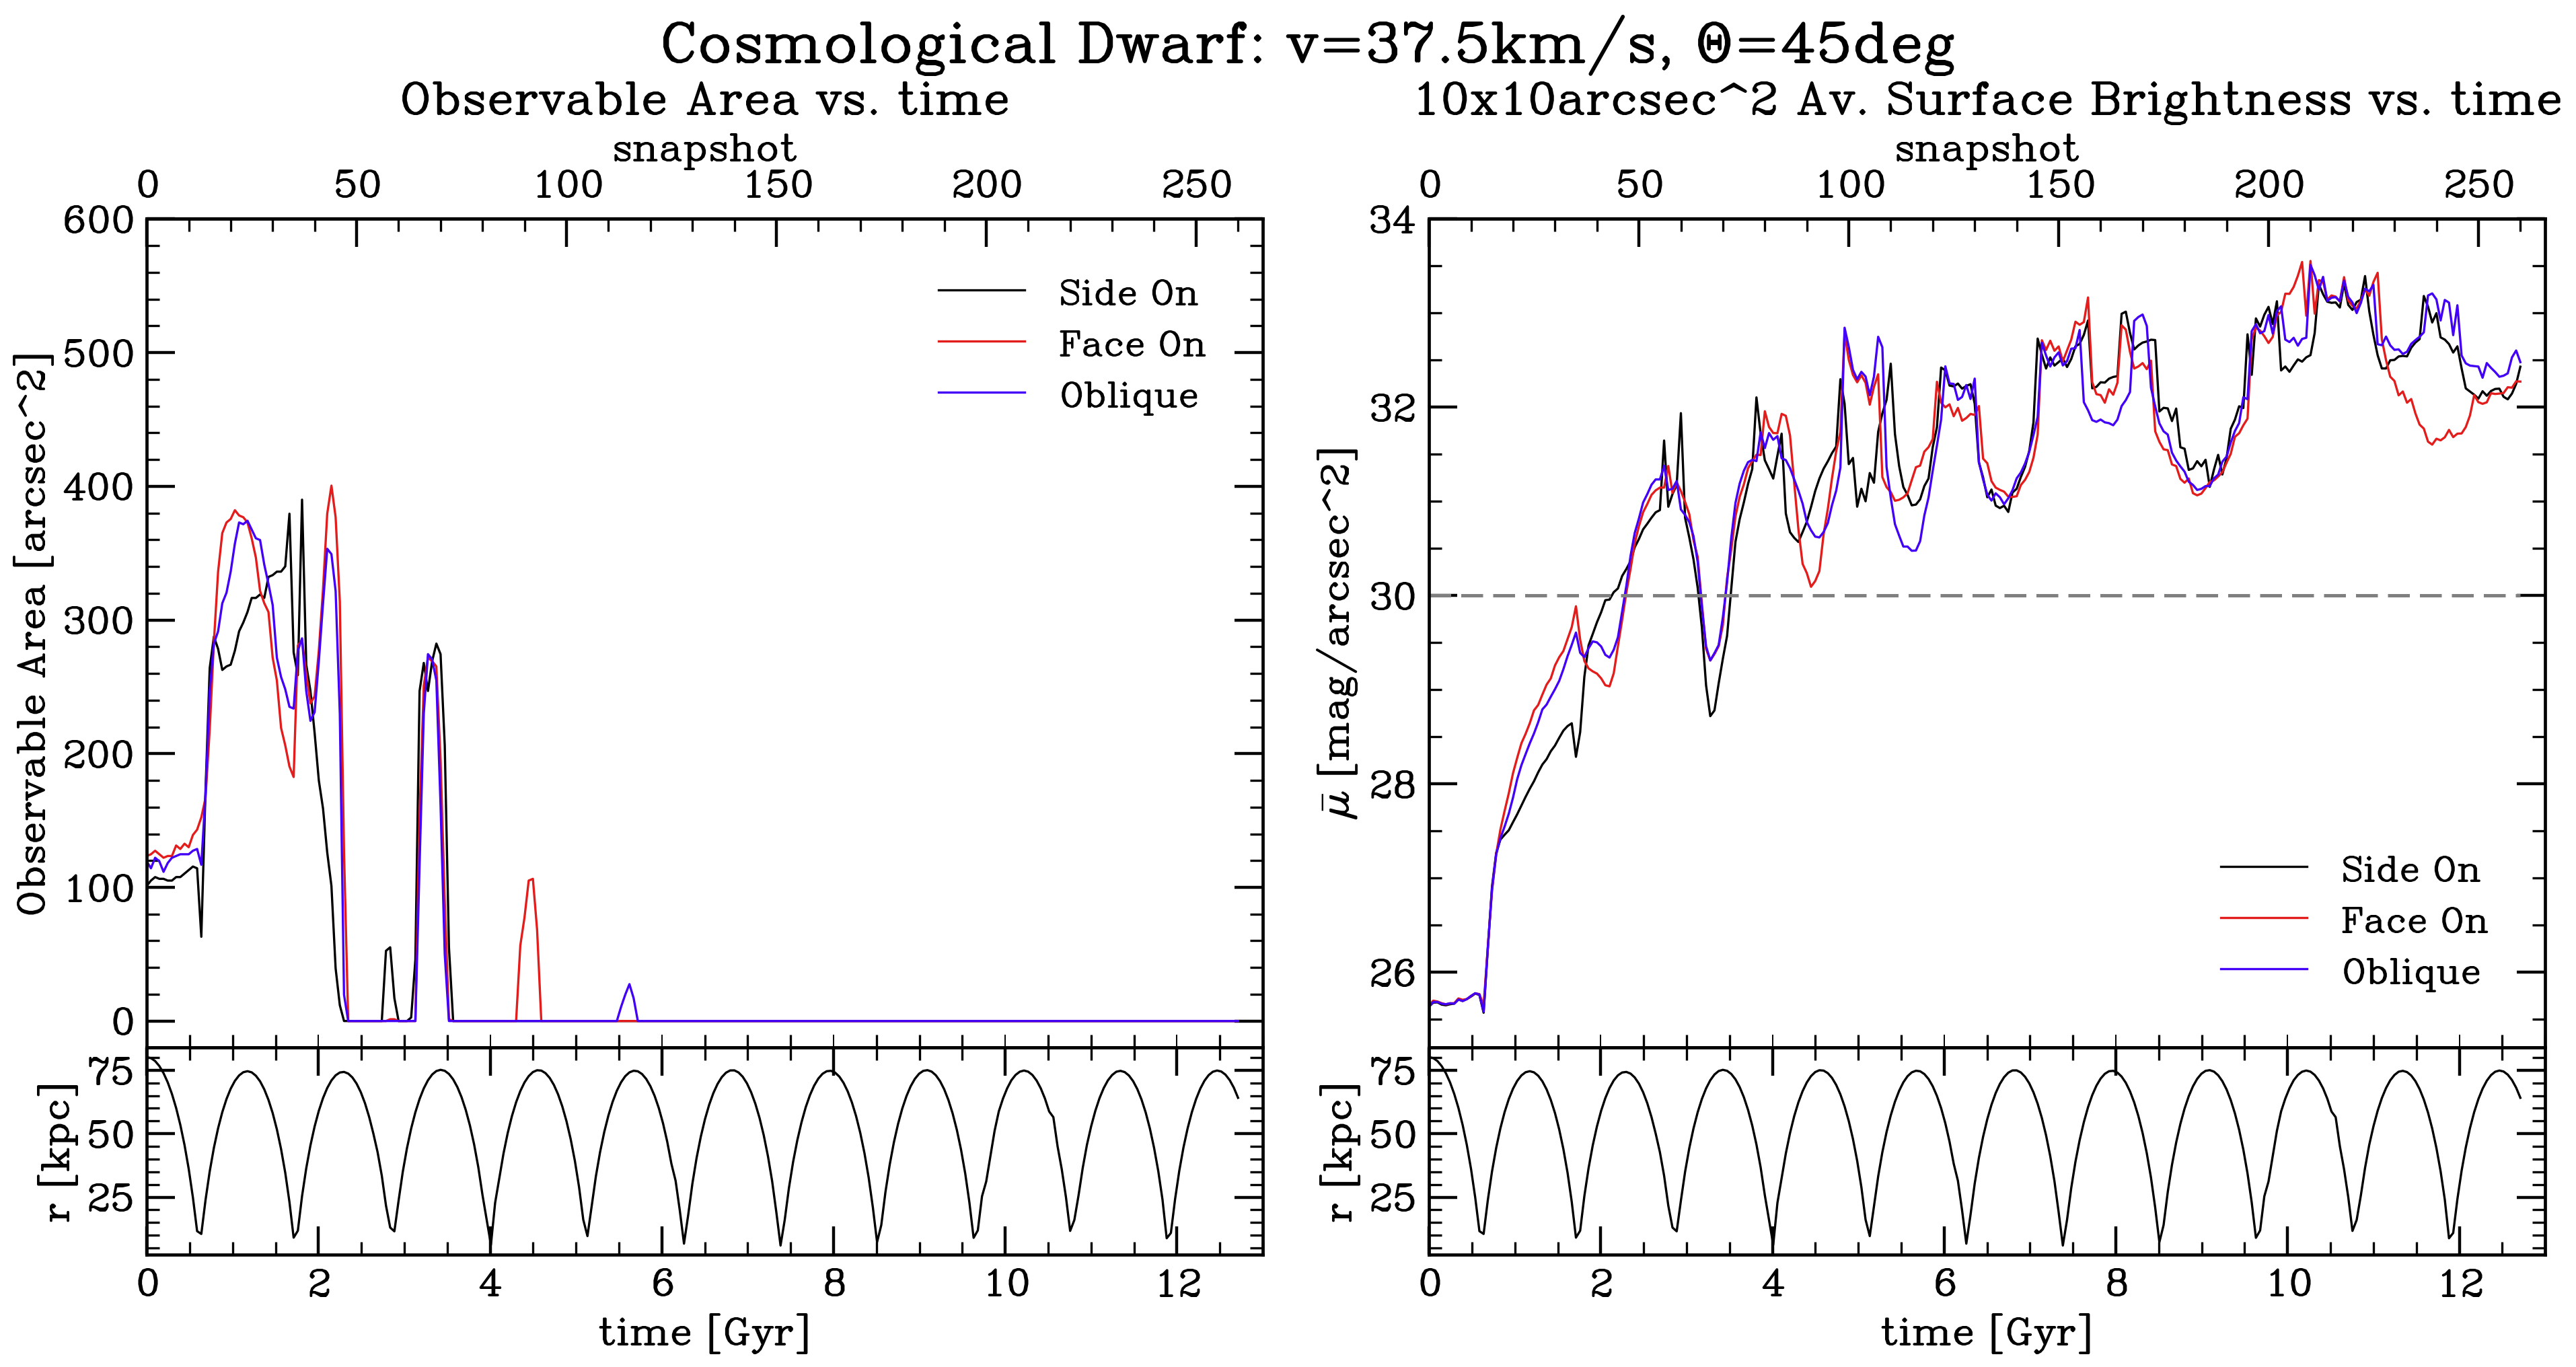 Cosmological Dwarf: v=37.5km/s, Θ=45deg
Observable Area vs. time
snapshot
0 50 100 150 200 250
600
500
400
300
200
100
0
Observable Area [arcsec^2]
Side On
Face On
Oblique
75
50
25
r [kpc]
0 2 4 6 8 10 12
time [Gyr]
10x10arcsec^2 Av. Surface Brightness vs. time
snapshot
0 50 100 150 200 250
34
32
30
28
26
μ̄ [mag/arcsec^2]
Side On
Face On
Oblique
75
50
25
r [kpc]
0 2 4 6 8 10 12
time [Gyr]